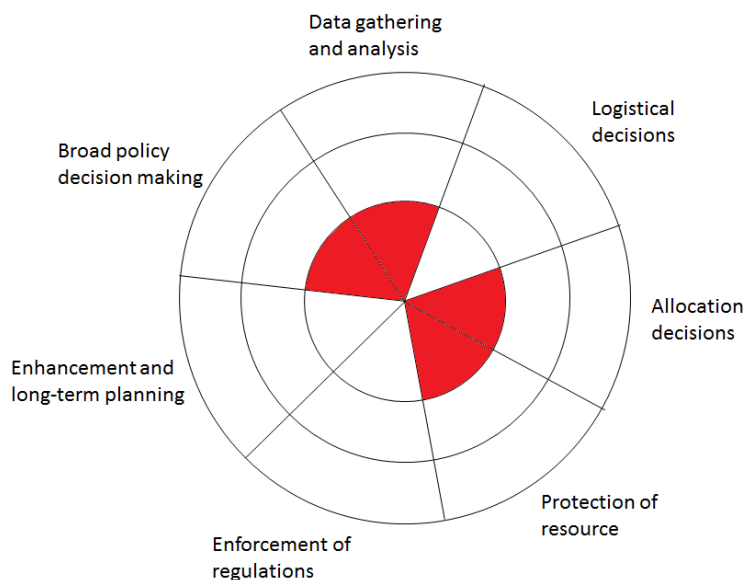 Data gathering
and analysis
Logistical
decisions
Broad policy
decision making
Allocation
decisions
Enhancement and
long-term planning
Protection of
resource
Enforcement of
regulations